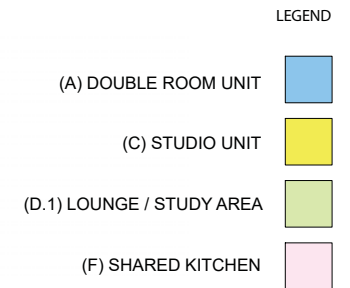 LEGEND
(A) DOUBLE ROOM UNIT
(C) STUDIO UNIT
(D.1) LOUNGE / STUDY AREA
(F) SHARED KITCHEN